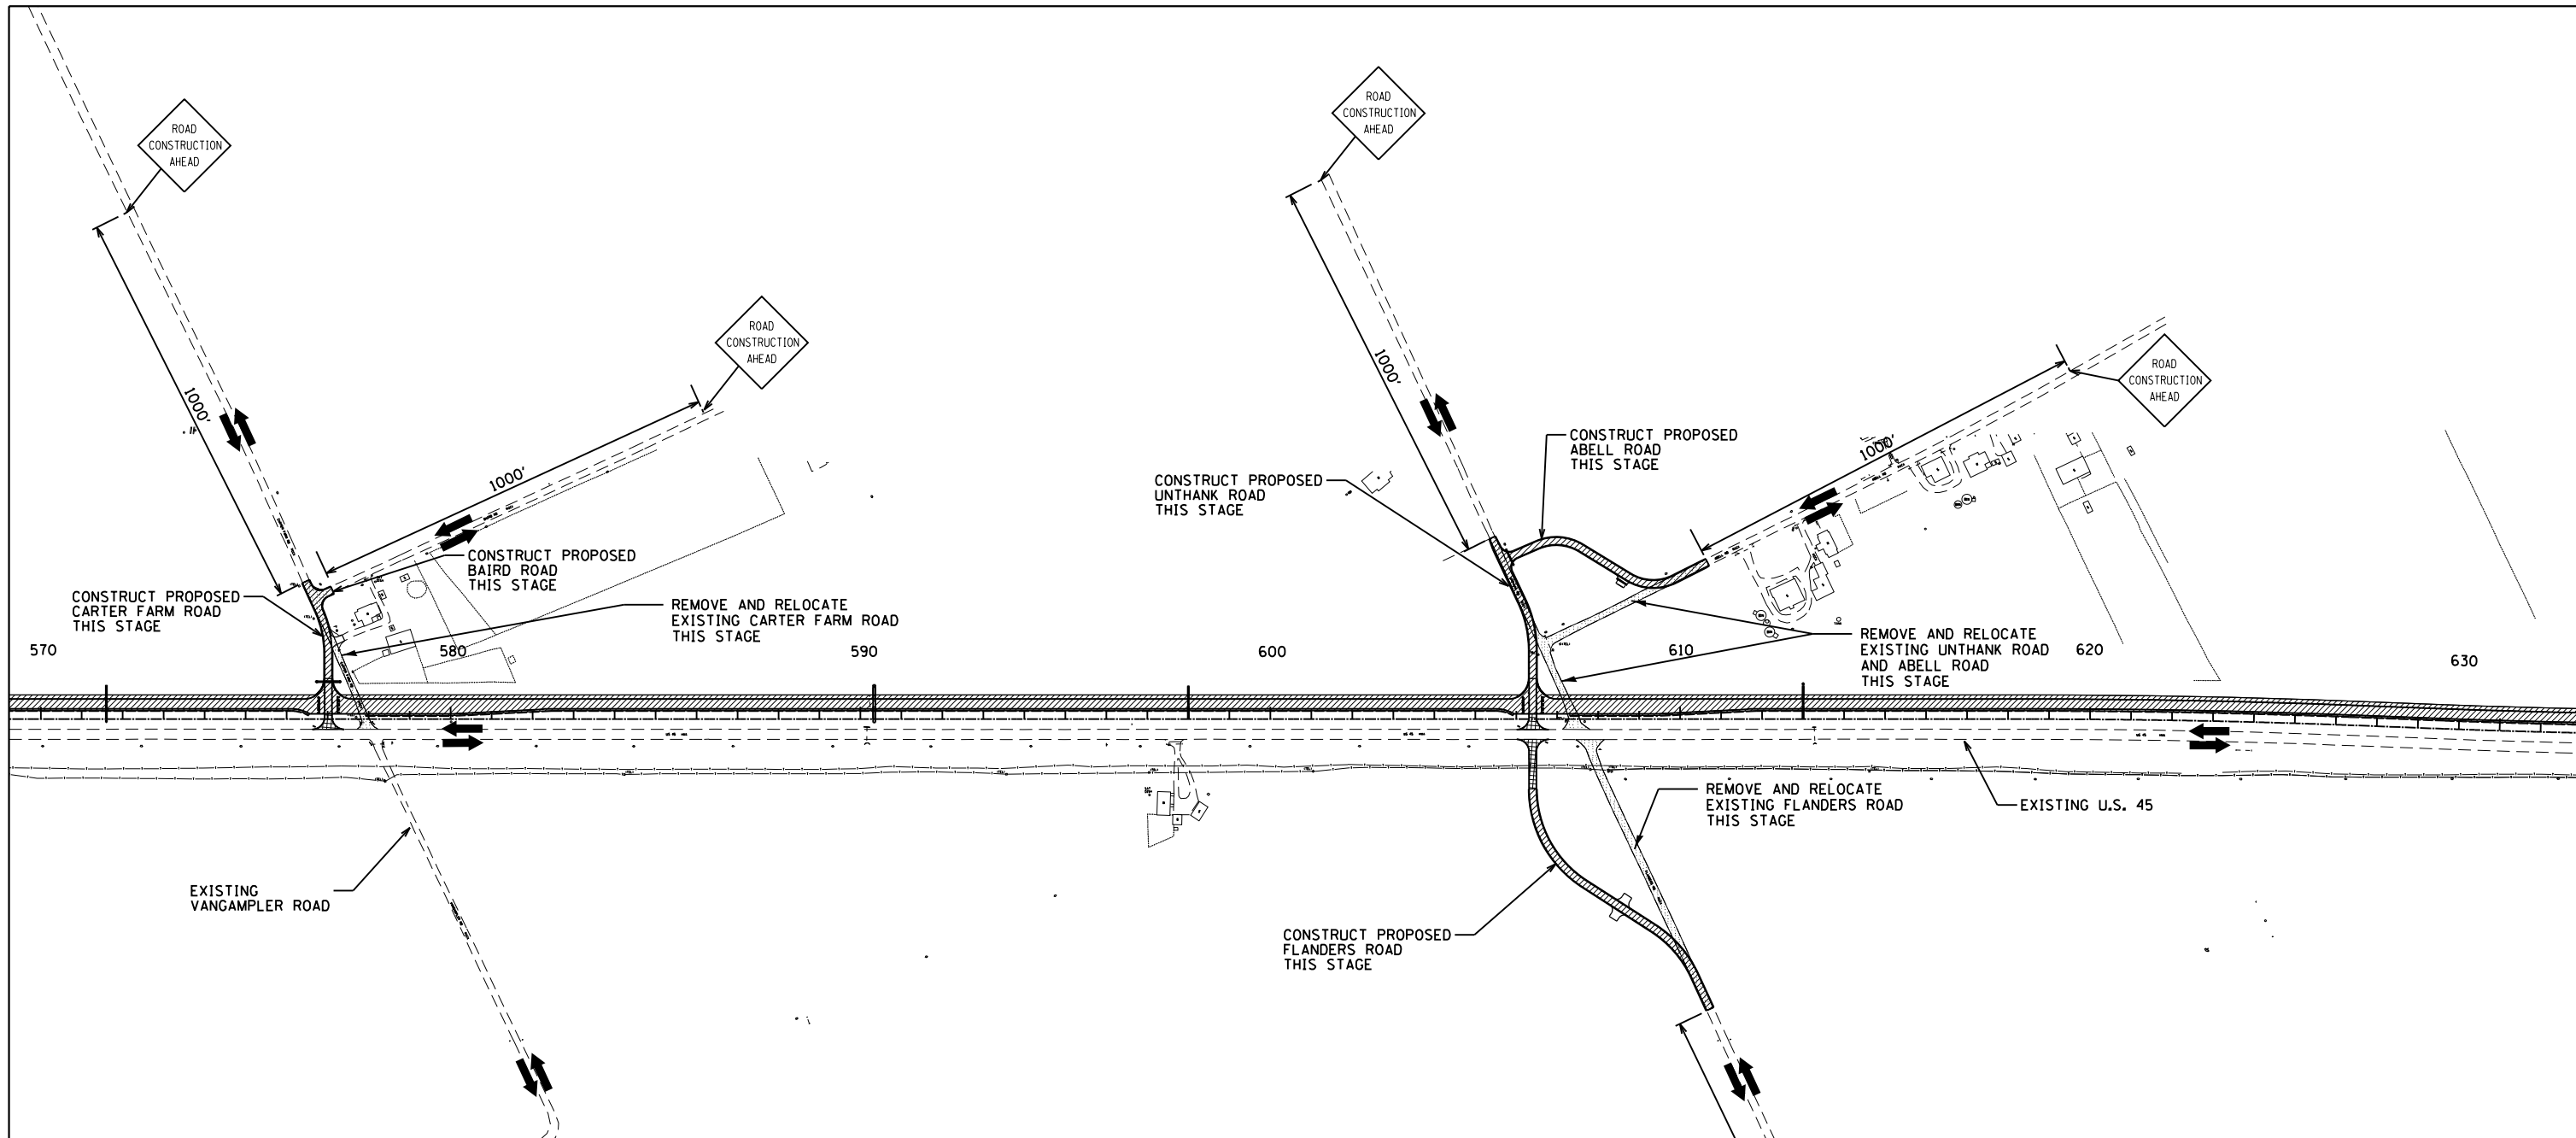 ROAD
CONSTRUCTION
AHEAD
ROAD
CONSTRUCTION
AHEAD
ROAD
CONSTRUCTION
AHEAD
ROAD
CONSTRUCTION
AHEAD
1000'
1000'
1000'
1000'
CONSTRUCT PROPOSED
ABELL ROAD
THIS STAGE
CONSTRUCT PROPOSED
UNTHANK ROAD
THIS STAGE
CONSTRUCT PROPOSED
BAIRD ROAD
THIS STAGE
CONSTRUCT PROPOSED
CARTER FARM ROAD
THIS STAGE
REMOVE AND RELOCATE
EXISTING CARTER FARM ROAD
THIS STAGE
REMOVE AND RELOCATE
EXISTING UNTHANK ROAD
AND ABELL ROAD
THIS STAGE
570
580
590
600
610
620
630
REMOVE AND RELOCATE
EXISTING FLANDERS ROAD
THIS STAGE
EXISTING U.S. 45
EXISTING
VANGAMPLER ROAD
CONSTRUCT PROPOSED
FLANDERS ROAD
THIS STAGE